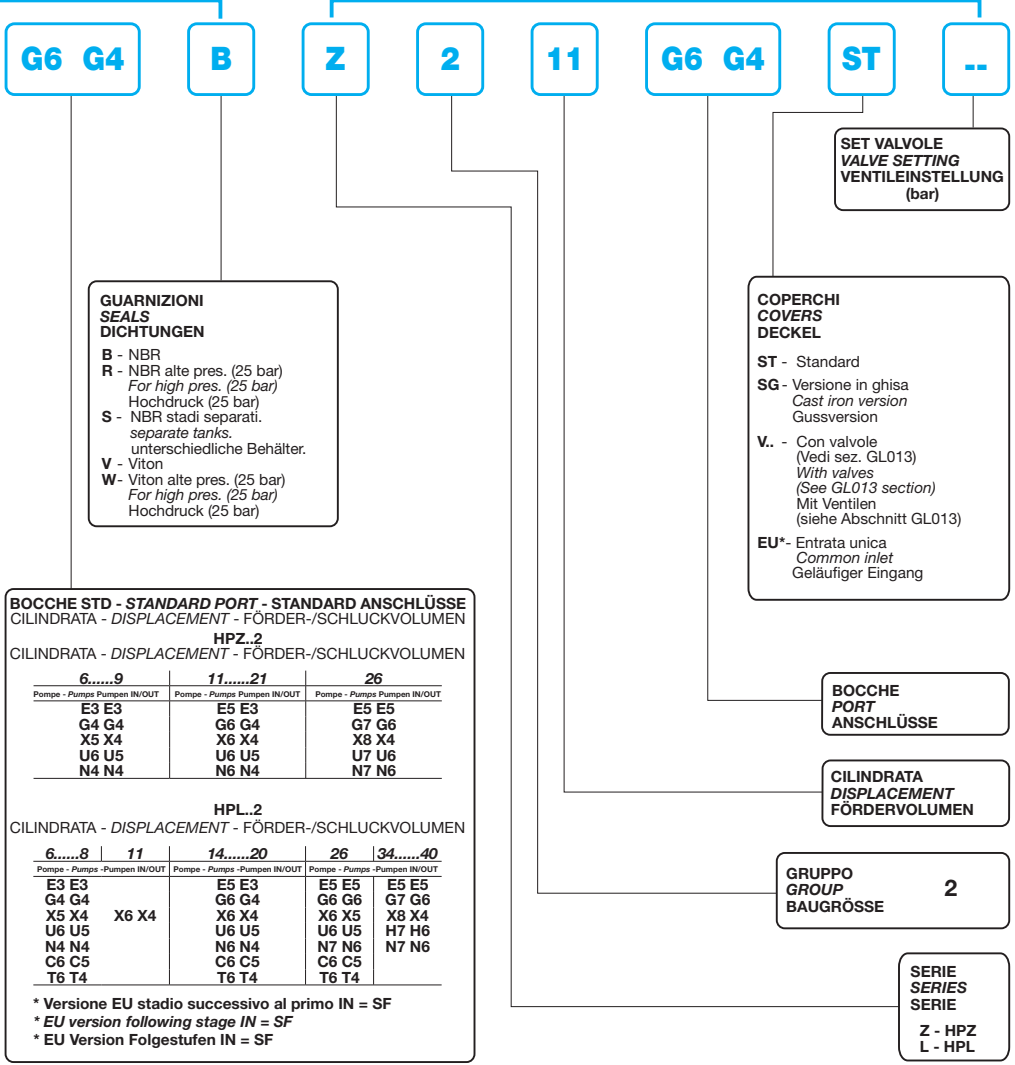 G6 G4 B Z 2 11 G6 G4 ST --
SET VALVOLE
VALVE SETTING
VENTILEINSTELLUNG
(bar)
GUARNIZIONI
SEALS
DICHTUNGEN
B - NBR
R - NBR alte pres. (25 bar)
For high pres. (25 bar)
Hochdruck (25 bar)
S - NBR stadi separati.
separate tanks.
unterschiedliche Behälter.
V - Viton
W - Viton alte pres. (25 bar)
For high pres. (25 bar)
Hochdruck (25 bar)
COPERCHI
COVERS
DECKEL
ST - Standard
SG - Versione in ghisa
Cast iron version
Gussversion
V.. - Con valvole
(Vedi sez. GL013)
With valves
(See GL013 section)
Mit Ventilen
(siehe Abschnitt GL013)
EU*- Entrata unica
Common inlet
Geläufiger Eingang
BOCCHE STD - STANDARD PORT - STANDARD ANSCHLÜSSE
CILINDRATA - DISPLACEMENT - FÖRDER-/SCHLUCKVOLUMEN
HPZ..2
CILINDRATA - DISPLACEMENT - FÖRDER-/SCHLUCKVOLUMEN
6......9 11......21 26
Pompe - Pumps Pumpen IN/OUT Pompe - Pumps Pumpen IN/OUT Pompe - Pumps Pumpen IN/OUT
E3 E3 E5 E3 E5 E5
G4 G4 G6 G4 G7 G6
X5 X4 X6 X4 X8 X4
U6 U5 U6 U5 U7 U6
N4 N4 N6 N4 N7 N6
HPL..2
CILINDRATA - DISPLACEMENT - FÖRDER-/SCHLUCKVOLUMEN
6......8 11 14......20 26 34......40
Pompe - Pumps -Pumpen IN/OUT Pompe - Pumps -Pumpen IN/OUT Pompe - Pumps -Pumpen IN/OUT
E3 E3 E5 E3 E5 E5 E5 E5
G4 G4 G6 G4 G6 G6 G7 G6
X5 X4 X6 X4 X6 X4 X6 X5 X8 X4
U6 U5 U6 U5 U6 U5 H7 H6
N4 N4 N6 N4 N7 N6 N7 N6
C6 C5 C6 C5 C6 C5
T6 T4 T6 T4 T6 T4
* Versione EU stadio successivo al primo IN = SF
* EU version following stage IN = SF
* EU Version Folgestufen IN = SF
BOCCHE
PORT
ANSCHLÜSSE
CILINDRATA
DISPLACEMENT
FÖRDERVOLUMEN
GRUPPO
GROUP 2
BAUGRÖSSE
SERIE
SERIES
SERIE
Z - HPZ
L - HPL